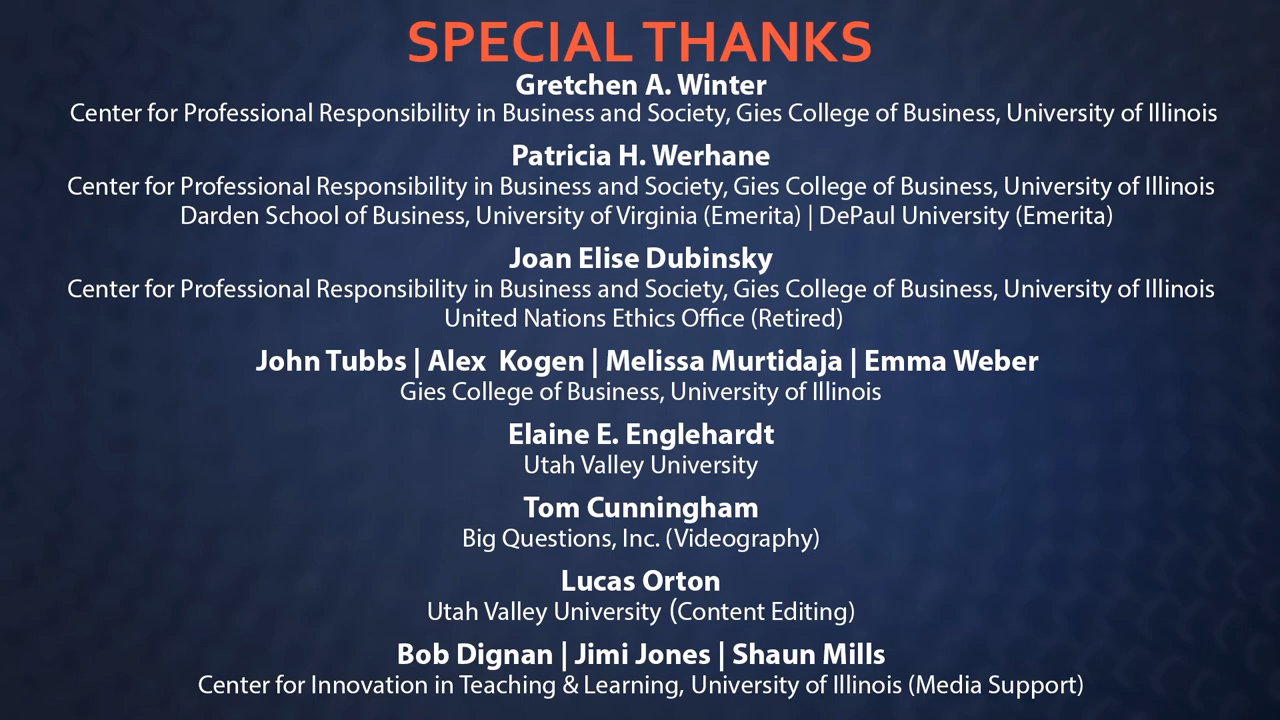 SPECIAL THANKS
Gretchen A. Winter
Center for Professional Responsibility in Business and Society, Gies College of Business, University of Illinois
Patricia H. Werhane
Center for Professional Responsibility in Business and Society, Gies College of Business, University of Illinois
Darden School of Business, University of Virginia (Emerita) | DePaul University (Emerita)
Joan Elise Dubinsky
Center for Professional Responsibility in Business and Society, Gies College of Business, University of Illinois
United Nations Ethics Office (Retired)
John Tubbs | Alex Kogen | Melissa Murtidaja | Emma Weber
Gies College of Business, University of Illinois
Elaine E. Englehardt
Utah Valley University
Tom Cunningham
Big Questions, Inc. (Videography)
Lucas Orton
Utah Valley University (Content Editing)
Bob Dignan | Jimi Jones | Shaun Mills
Center for Innovation in Teaching & Learning, University of Illinois (Media Support)